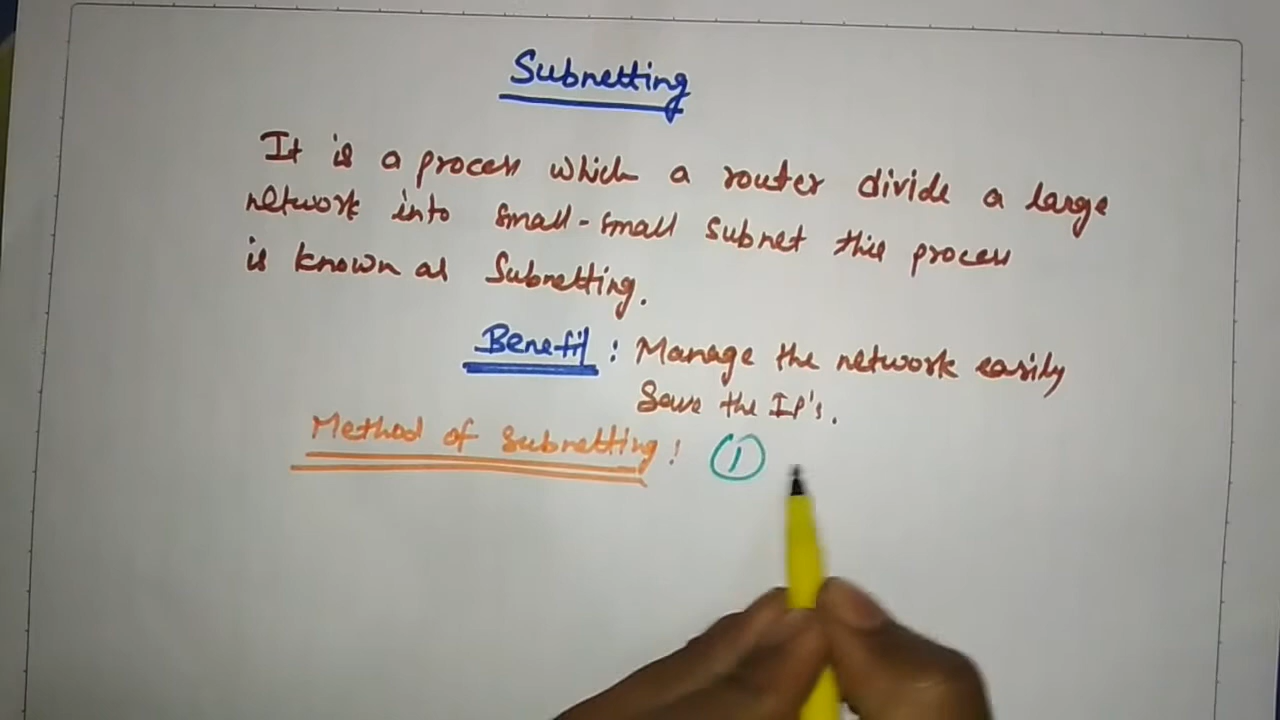 Subnetting
It is a process which a router divide a large
network into small-small subnet this process
is known as Subnetting.
Benefit : Manage the network easily
Save the IP's.
Method of Subnetting : ①